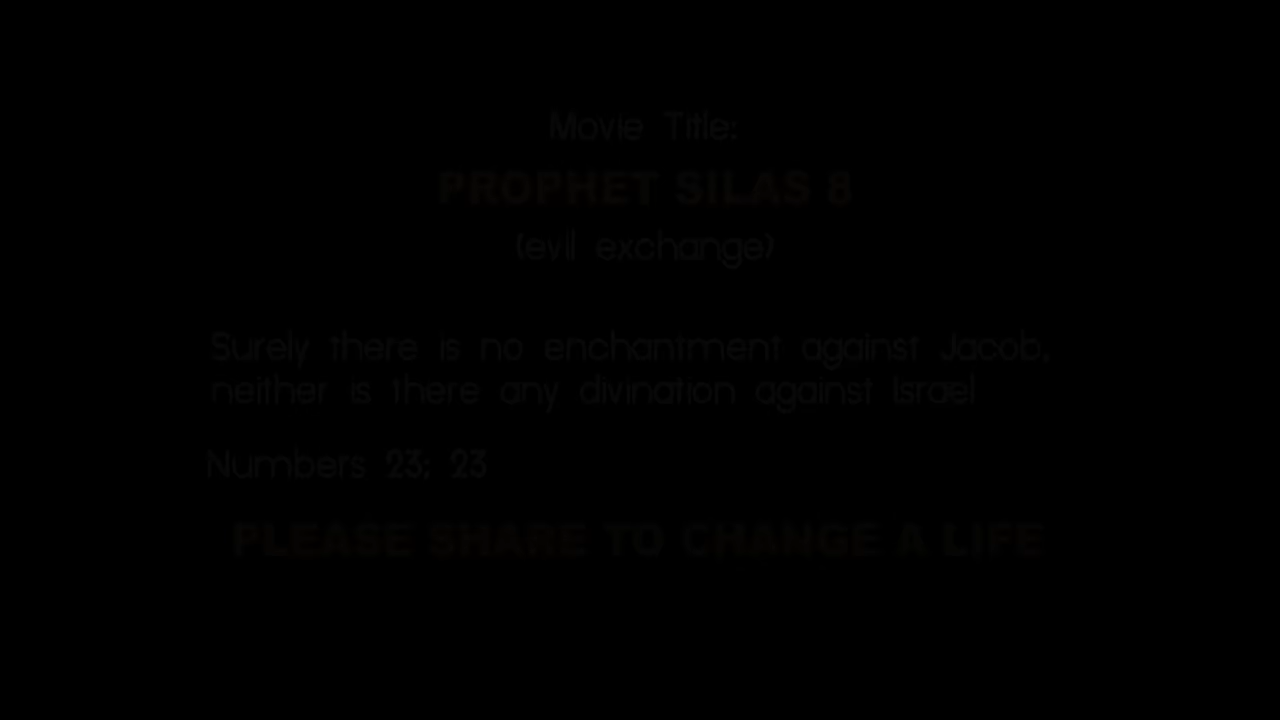 Movie Title:
PROPHET SILAS 8
(evil exchange)
Surely there is no enchantment against Jacob,
neither is there any divination against Israel
Numbers 23; 23
PLEASE SHARE TO CHANGE A LIFE